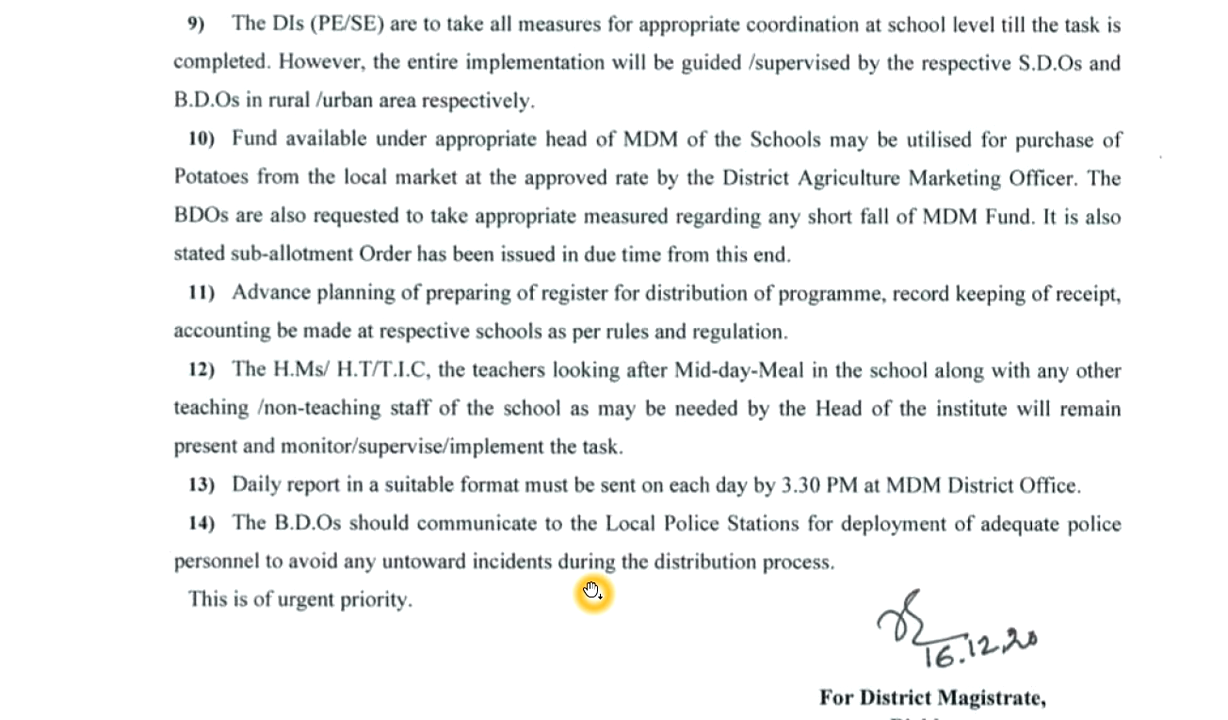 9) The DIs (PE/SE) are to take all measures for appropriate coordination at school level till the task is
completed. However, the entire implementation will be guided /supervised by the respective S.D.Os and
B.D.Os in rural /urban area respectively.
10) Fund available under appropriate head of MDM of the Schools may be utilised for purchase of
Potatoes from the local market at the approved rate by the District Agriculture Marketing Officer. The
BDOs are also requested to take appropriate measured regarding any short fall of MDM Fund. It is also
stated sub-allotment Order has been issued in due time from this end.
11) Advance planning of preparing of register for distribution of programme, record keeping of receipt,
accounting be made at respective schools as per rules and regulation.
12) The H.Ms/ H.T/T.I.C, the teachers looking after Mid-day-Meal in the school along with any other
teaching /non-teaching staff of the school as may be needed by the Head of the institute will remain
present and monitor/supervise/implement the task.
13) Daily report in a suitable format must be sent on each day by 3.30 PM at MDM District Office.
14) The B.D.Os should communicate to the Local Police Stations for deployment of adequate police
personnel to avoid any untoward incidents during the distribution process.
This is of urgent priority.
16.12.20
For District Magistrate,